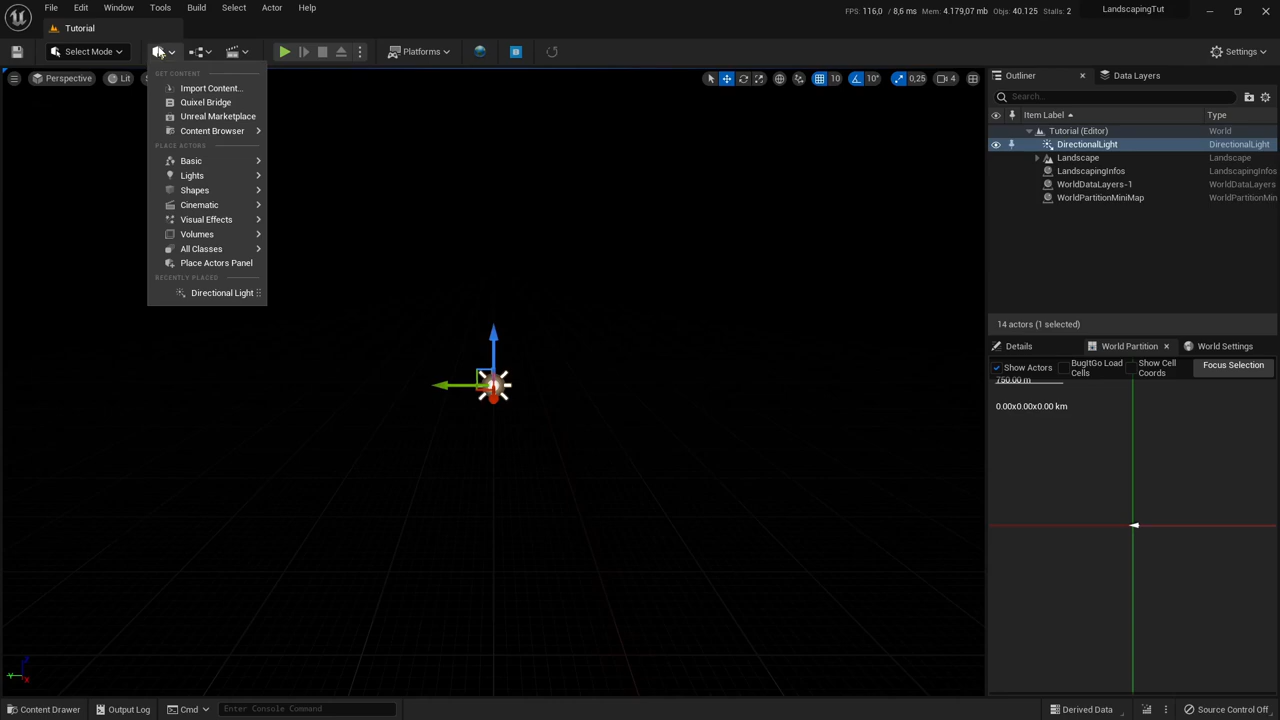 File Edit Window Tools Build Select Actor Help
FPS: 116,0 / 8,6 ms Mem: 4.179,07 mb Objs: 40.125 Stalls: 2
LandscapingTut
Tutorial
Select Mode
Platforms
Settings
Perspective
Lit
10
10°
0,25
4
GET CONTENT
Import Content...
Quixel Bridge
Unreal Marketplace
Content Browser
PLACE ACTORS
Basic
Lights
Shapes
Cinematic
Visual Effects
Volumes
All Classes
Place Actors Panel
RECENTLY PLACED
Directional Light
Outliner
Data Layers
Search...
Item Label Type
Tutorial (Editor) World
DirectionalLight DirectionalLight
Landscape Landscape
LandscapingInfos LandscapingInfos
WorldDataLayers-1 WorldDataLayers
WorldPartitionMiniMap WorldPartitionMin
14 actors (1 selected)
Details
World Partition
World Settings
Show Actors
BugItGo Load Cells
Show Cell Coords
Focus Selection
750.00 m
0.00x0.00x0.00 km
Content Drawer
Output Log
Cmd
Enter Console Command
Derived Data
Source Control Off